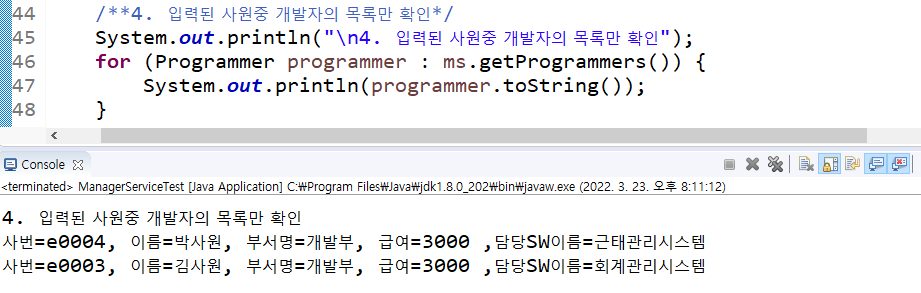 44 /**4. 입력된 사원중 개발자의 목록만 확인*/
45 System.out.println("\n4. 입력된 사원중 개발자의 목록만 확인");
46 for (Programmer programmer : ms.getProgrammers()) {
47 System.out.println(programmer.toString());
48 }
Console
<terminated> ManagerServiceTest [Java Application] C:₩Program Files₩Java₩jdk1.8.0_202₩bin₩javaw.exe (2022. 3. 23. 오후 8:11:12)
4. 입력된 사원중 개발자의 목록만 확인
사번=e0004, 이름=박사원, 부서명=개발부, 급여=3000 ,담당SW이름=근태관리시스템
사번=e0003, 이름=김사원, 부서명=개발부, 급여=3000 ,담당SW이름=회계관리시스템